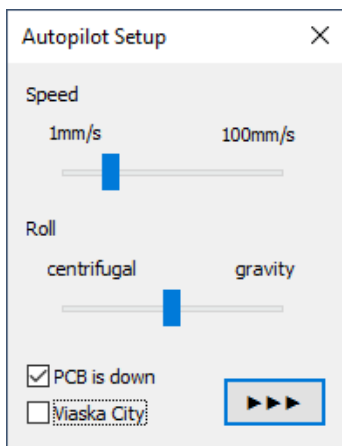 Autopilot Setup
Speed
1mm/s 100mm/s
Roll
centrifugal gravity
PCB is down
Viaska City